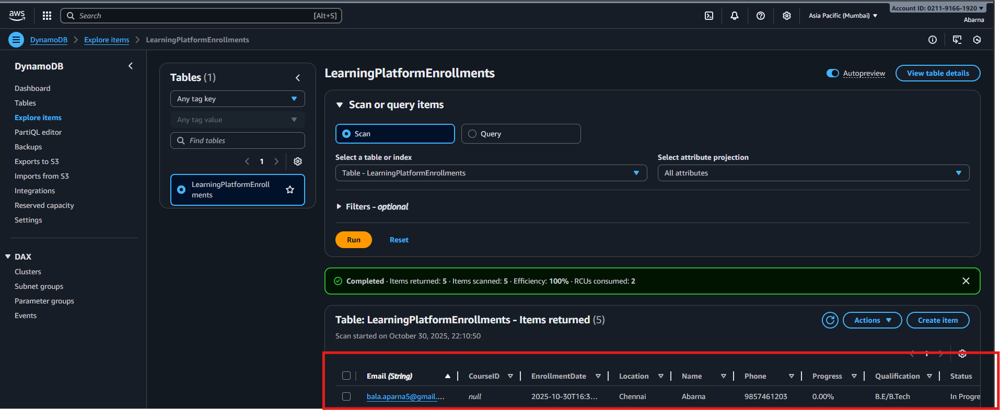 aws
Search [Alt+S]
Asia Pacific (Mumbai) ▼
Account ID: 0211-9166-1920 ▼
Abarna
DynamoDB > Explore items > LearningPlatformEnrollments
DynamoDB
Dashboard
Tables
Explore items
PartiQL editor
Backups
Exports to S3
Imports from S3
Integrations
Reserved capacity
Settings
DAX
Clusters
Subnet groups
Parameter groups
Events
Tables (1)
Any tag key
Any tag value
Find tables
1
LearningPlatformEnroll
ments
LearningPlatformEnrollments
Autopreview
View table details
Scan or query items
Scan
Query
Select a table or index
Select attribute projection
Table - LearningPlatformEnrollments
All attributes
Filters - optional
Run
Reset
Completed · Items returned: 5 · Items scanned: 5 · Efficiency: 100% · RCUs consumed: 2
Table: LearningPlatformEnrollments - Items returned (5)
Actions
Create item
Scan started on October 30, 2025, 22:10:50
1
Email (String) CourseID EnrollmentDate Location Name Phone Progress Qualification Status
bala.aparna5@gmail.... null 2025-10-30T16:3... Chennai Abarna 9857461203 0.00% B.E/B.Tech In Progre